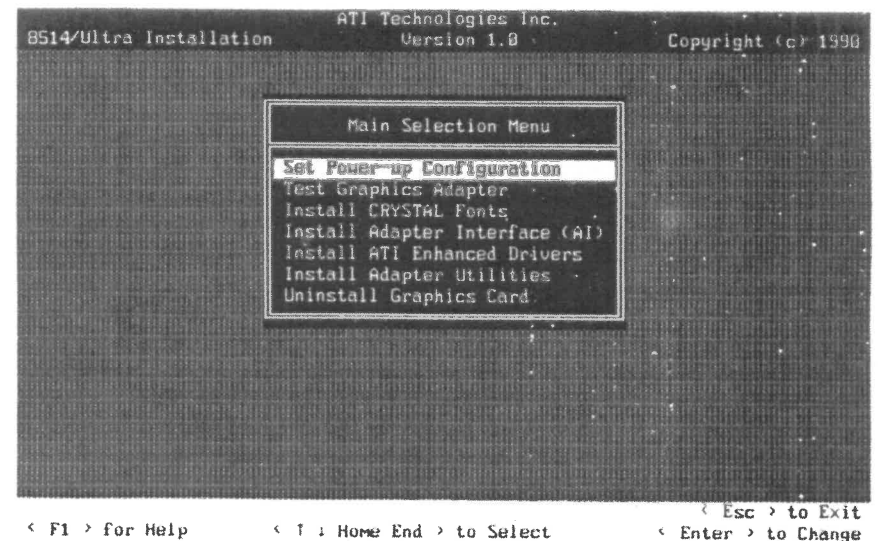 ATI Technologies Inc.
8514/Ultra Installation Version 1.0 Copyright (c) 1990
Main Selection Menu
Set Power-up Configuration
Test Graphics Adapter
Install CRYSTAL Fonts
Install Adapter Interface (AI)
Install ATI Enhanced Drivers
Install Adapter Utilities
Uninstall Graphics Card
< Esc > to Exit
< F1 > for Help < ↑ ↓ Home End > to Select < Enter > to Change